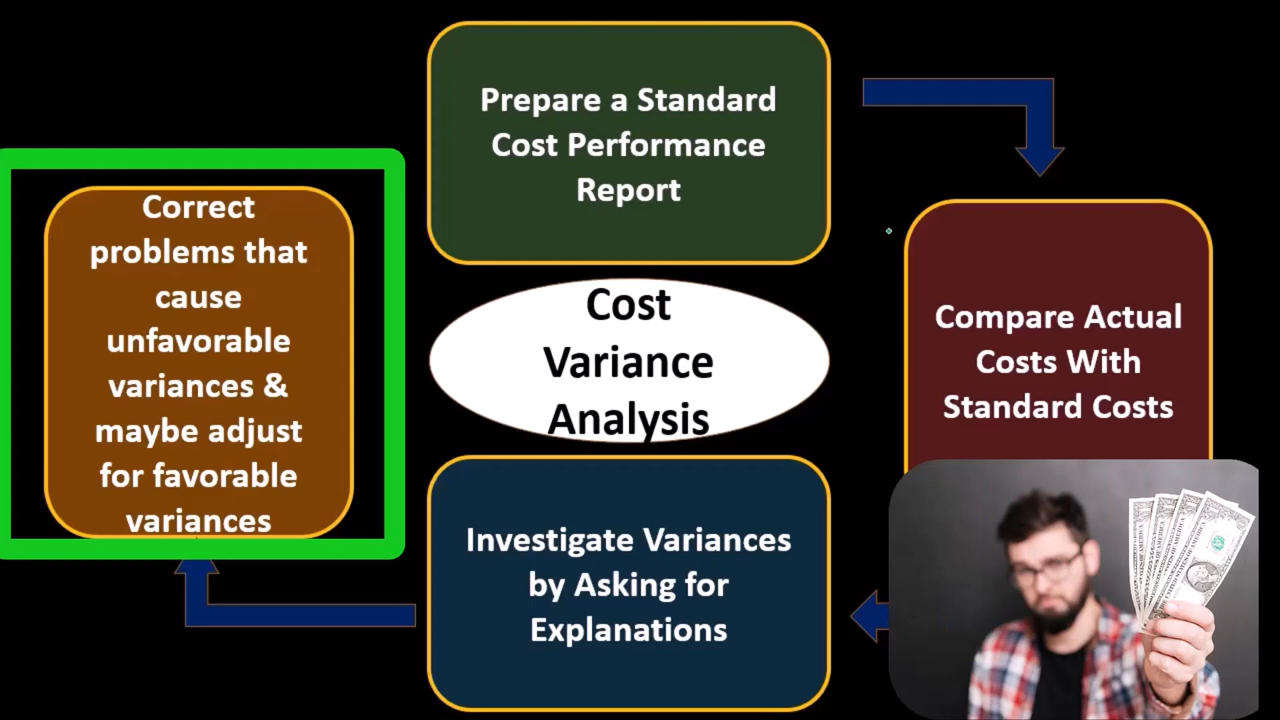 Prepare a Standard
Cost Performance
Report
Compare Actual
Costs With
Standard Costs
Investigate Variances
by Asking for
Explanations
Correct
problems that
cause
unfavorable
variances &
maybe adjust
for favorable
variances
Cost
Variance
Analysis